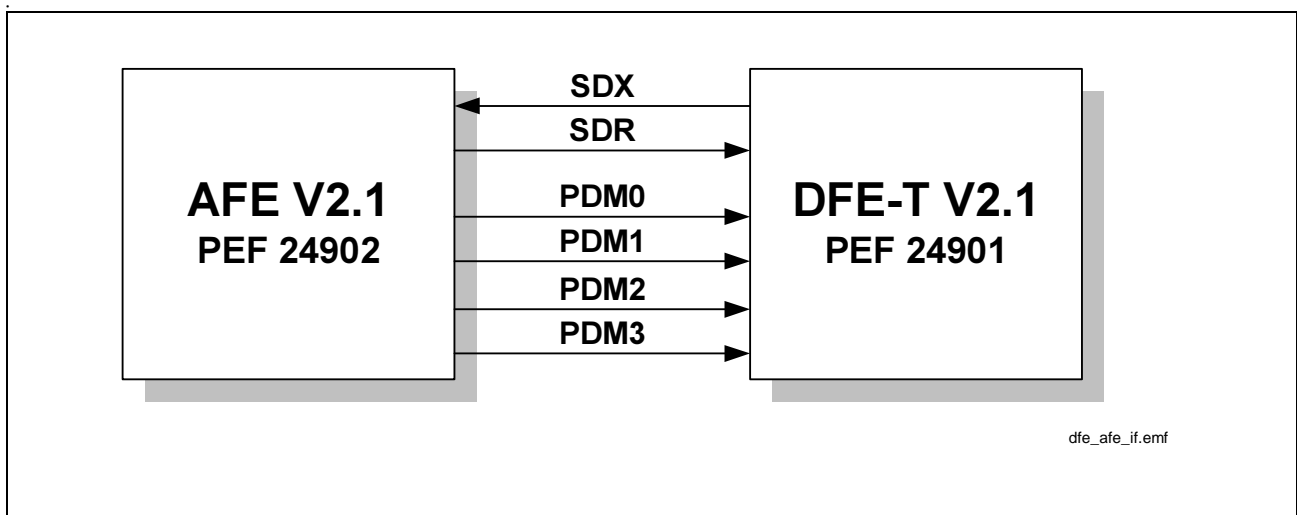 SDX
SDR
AFE V2.1
PEF 24902
PDM0
PDM1
PDM2
PDM3
DFE-T V2.1
PEF 24901
dfe_afe_if.emf